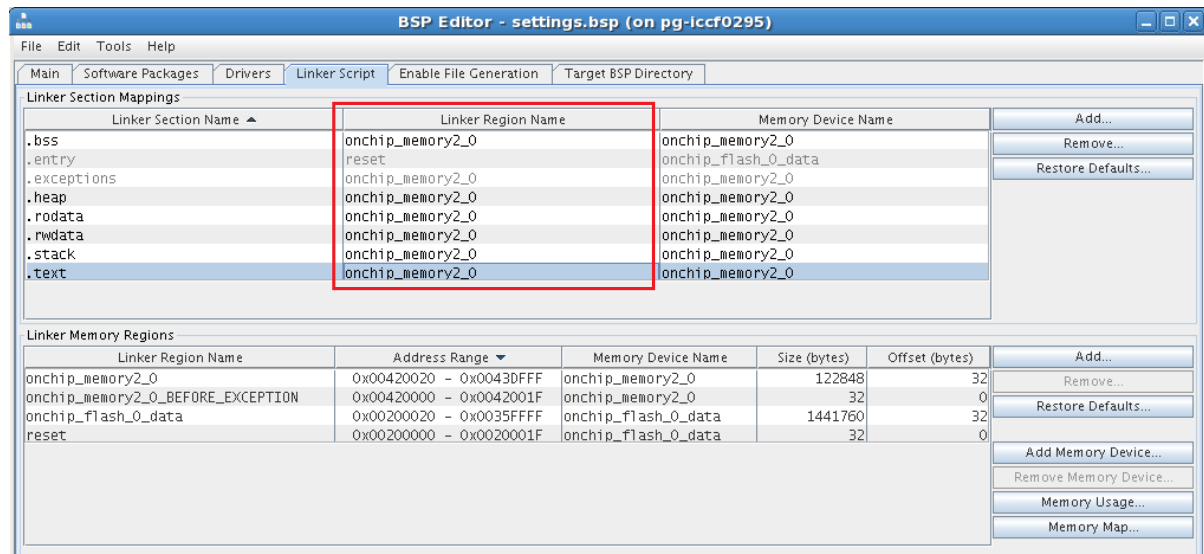 BSP Editor - settings.bsp (on pg-iccf0295)
File Edit Tools Help
Main Software Packages Drivers Linker Script Enable File Generation Target BSP Directory
Linker Section Mappings
Linker Section Name Linker Region Name Memory Device Name Add...
.bss onchip_memory2_0 onchip_memory2_0 Remove...
.entry reset onchip_flash_0_data
.exceptions onchip_memory2_0 onchip_memory2_0 Restore Defaults...
.heap onchip_memory2_0 onchip_memory2_0
.rodata onchip_memory2_0 onchip_memory2_0
.rwdata onchip_memory2_0 onchip_memory2_0
.stack onchip_memory2_0 onchip_memory2_0
.text onchip_memory2_0 onchip_memory2_0
Linker Memory Regions
Linker Region Name Address Range Memory Device Name Size (bytes) Offset (bytes) Add...
onchip_memory2_0 0x00420020 - 0x0043DFFF onchip_memory2_0 122848 32 Remove...
onchip_memory2_0_BEFORE_EXCEPTION 0x00420000 - 0x0042001F onchip_memory2_0 32 0
onchip_flash_0_data 0x00200020 - 0x0035FFFF onchip_flash_0_data 1441760 32 Restore Defaults...
reset 0x00200000 - 0x0020001F onchip_flash_0_data 32 0
Add Memory Device...
Remove Memory Device...
Memory Usage...
Memory Map...